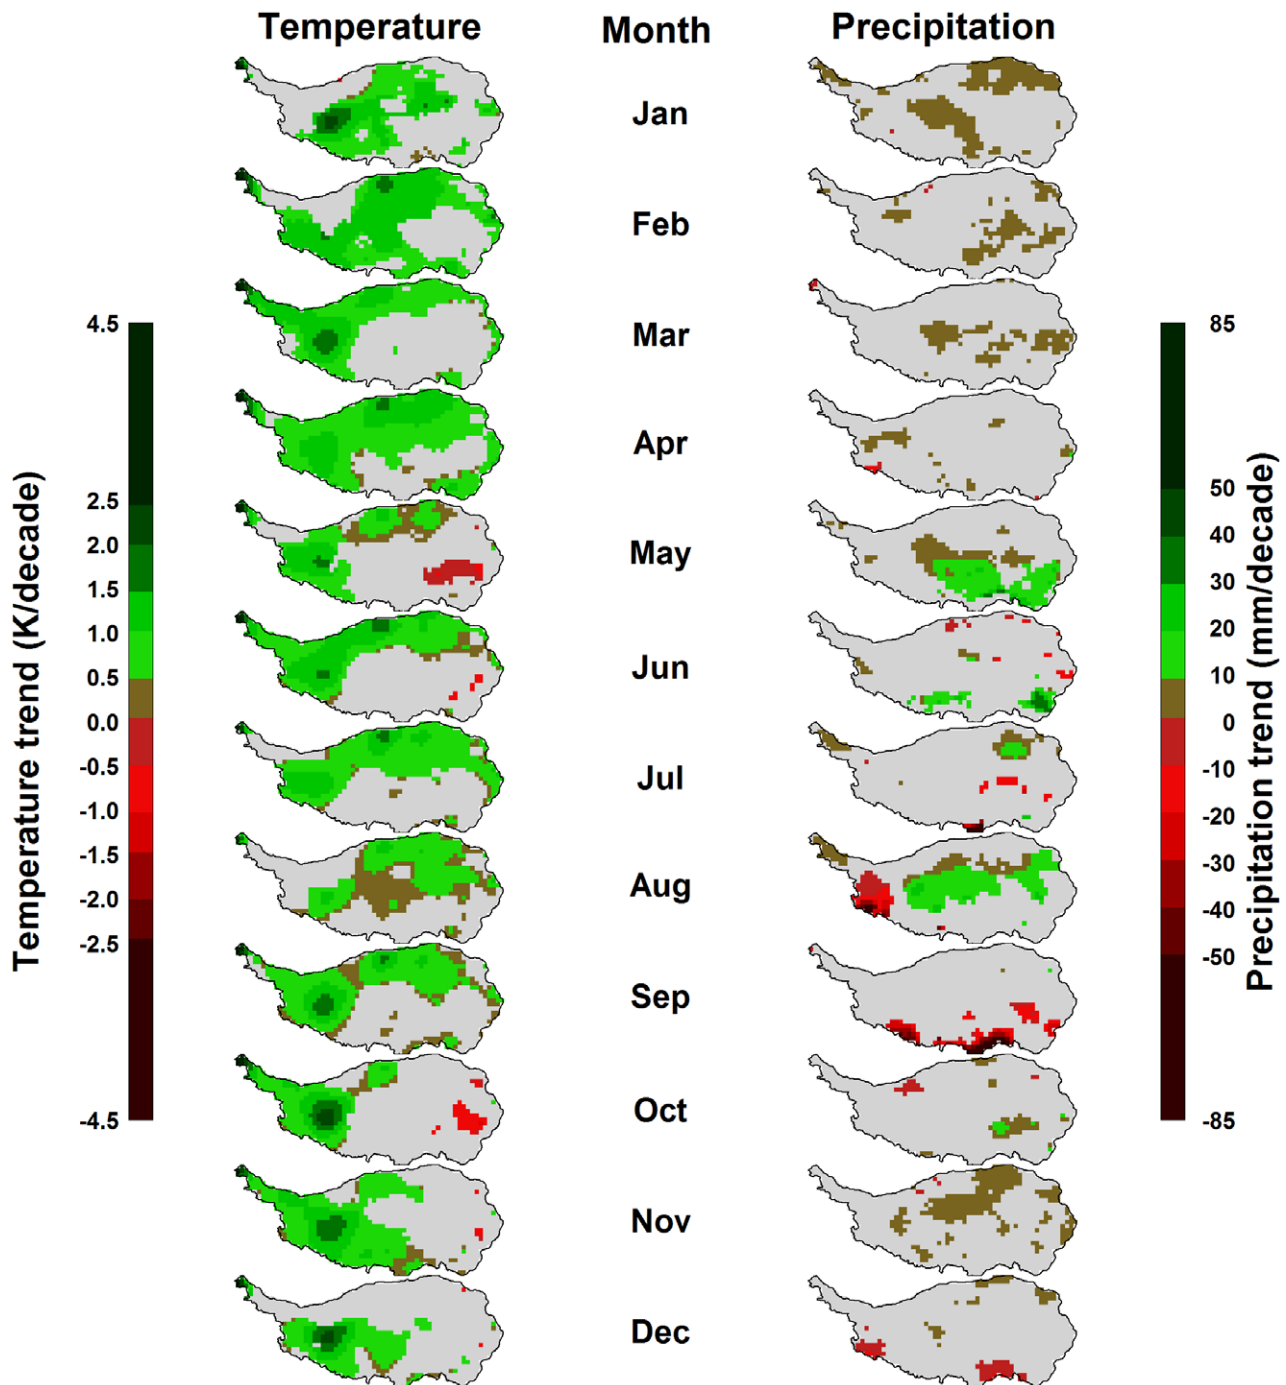 Temperature Month Precipitation
Jan
Feb
Mar
Apr
May
Jun
Jul
Aug
Sep
Oct
Nov
Dec
Temperature trend (K/decade)
4.5
2.5
2.0
1.5
1.0
0.5
0.0
-0.5
-1.0
-1.5
-2.0
-2.5
-4.5
85
50
40
30
20
10
0
-10
-20
-30
-40
-50
-85
Precipitation trend (mm/decade)